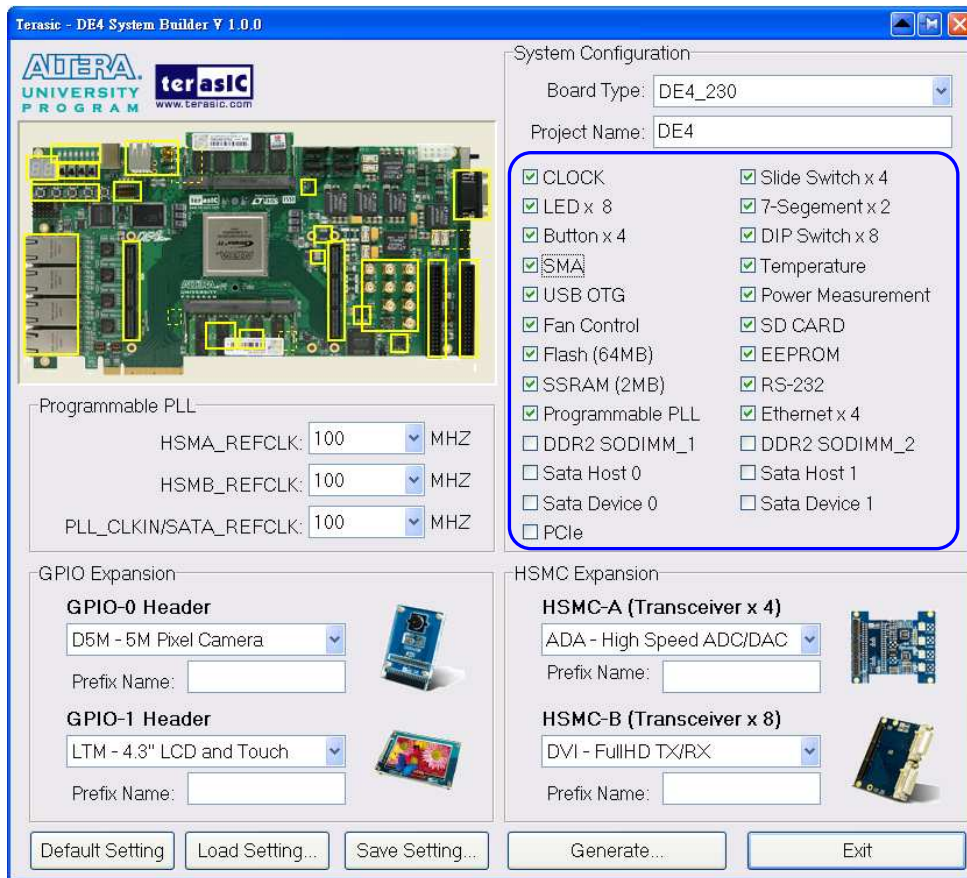 Terasic - DE4 System Builder V 1.0.0
ALTERA.
UNIVERSITY
PROGRAM
terasIC
www.terasic.com
System Configuration
Board Type: DE4_230
Project Name: DE4
CLOCK
Slide Switch x 4
LED x 8
7-Segement x 2
Button x 4
DIP Switch x 8
SMA
Temperature
USB OTG
Power Measurement
Fan Control
SD CARD
Flash (64MB)
EEPROM
SSRAM (2MB)
RS-232
Programmable PLL
Ethernet x 4
DDR2 SODIMM_1
DDR2 SODIMM_2
Sata Host 0
Sata Host 1
Sata Device 0
Sata Device 1
PCIe
Programmable PLL
HSMA_REFCLK: 100 MHZ
HSMB_REFCLK: 100 MHZ
PLL_CLKIN/SATA_REFCLK: 100 MHZ
GPIO Expansion
GPIO-0 Header
D5M - 5M Pixel Camera
Prefix Name:
GPIO-1 Header
LTM - 4.3" LCD and Touch
Prefix Name:
HSMC Expansion
HSMC-A (Transceiver x 4)
ADA - High Speed ADC/DAC
Prefix Name:
HSMC-B (Transceiver x 8)
DVI - FullHD TX/RX
Prefix Name:
Default Setting
Load Setting...
Save Setting...
Generate...
Exit